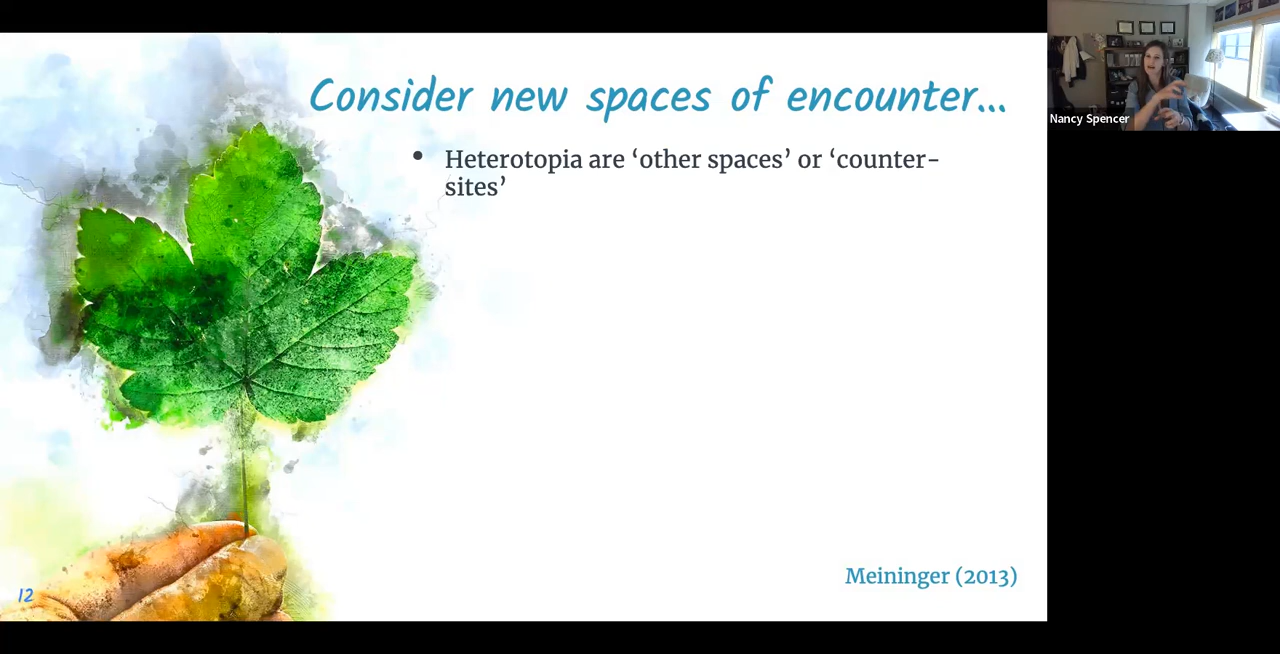 Consider new spaces of encounter...
• Heterotopia are ‘other spaces’ or ‘counter-
sites’
Meininger (2013)
12
Nancy Spencer